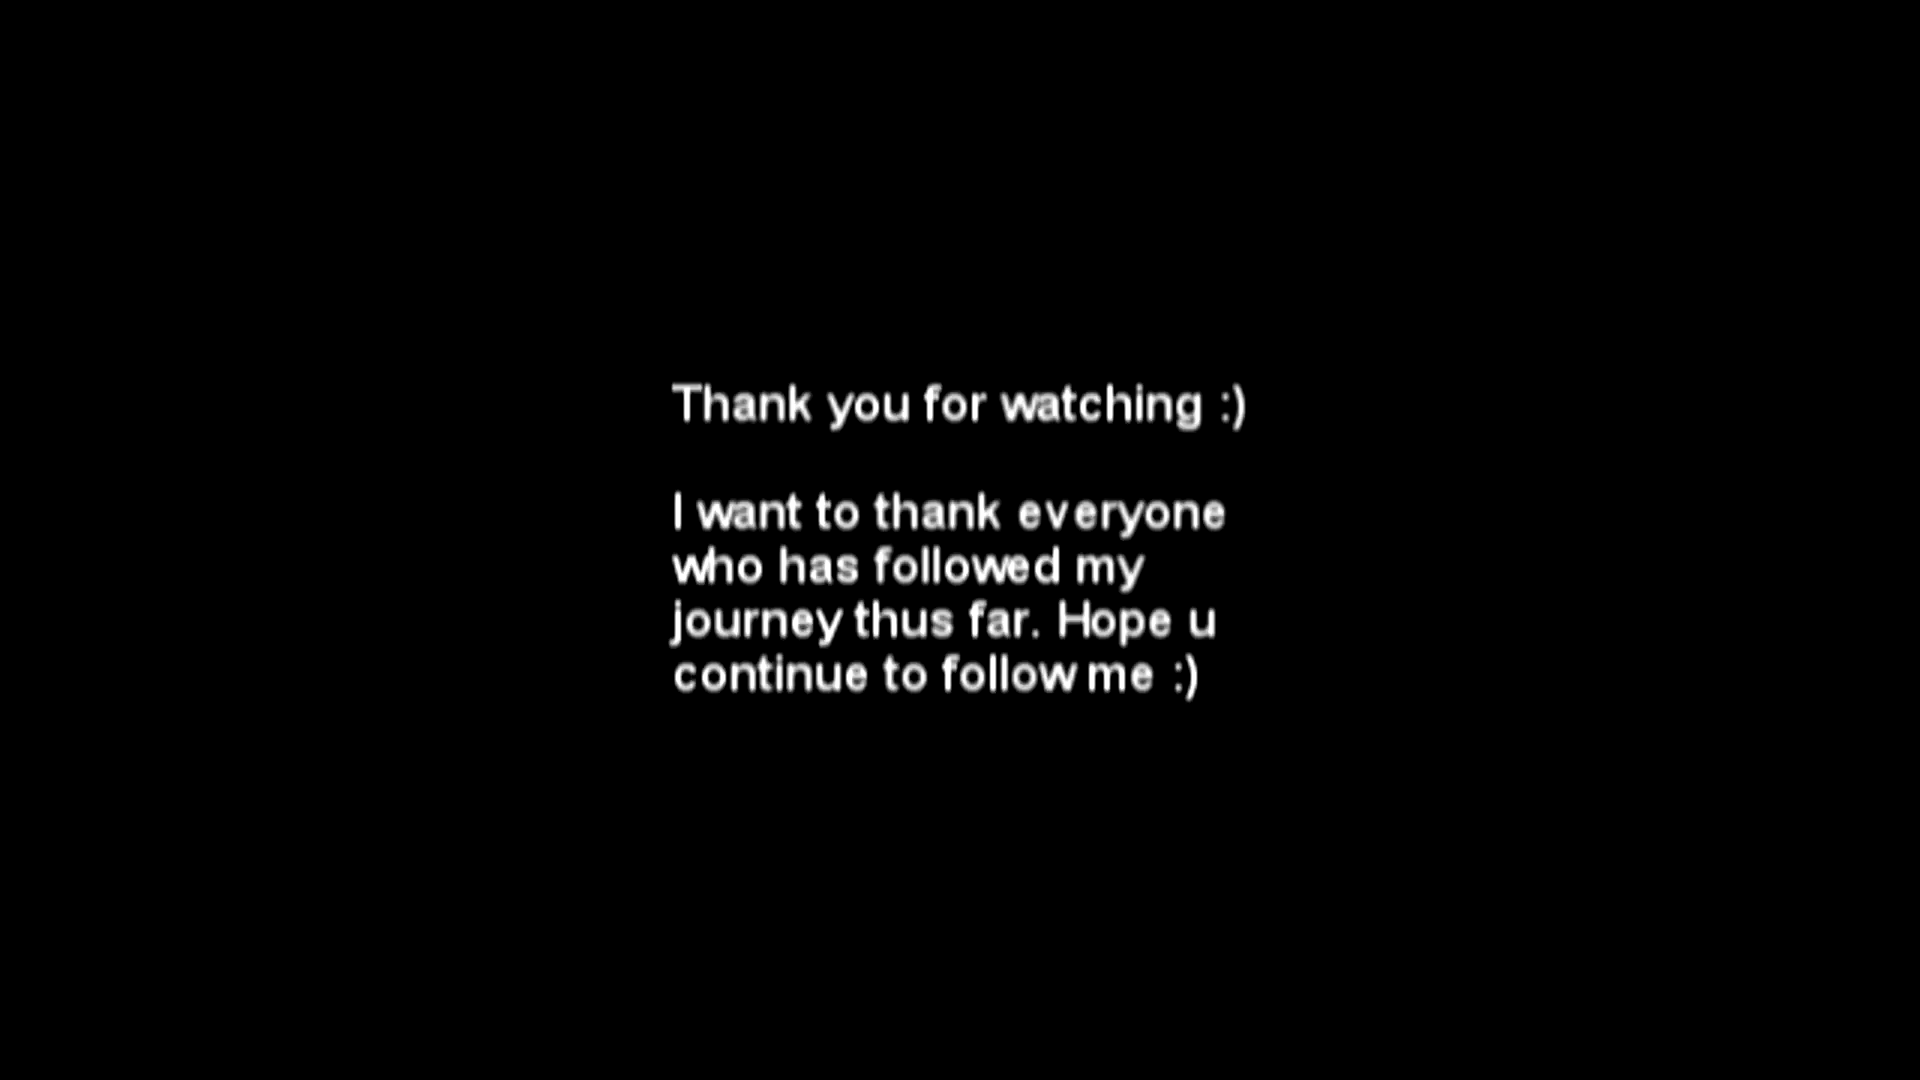 Thank you for watching :)
I want to thank everyone
who has followed my
journey thus far. Hope u
continue to follow me :)